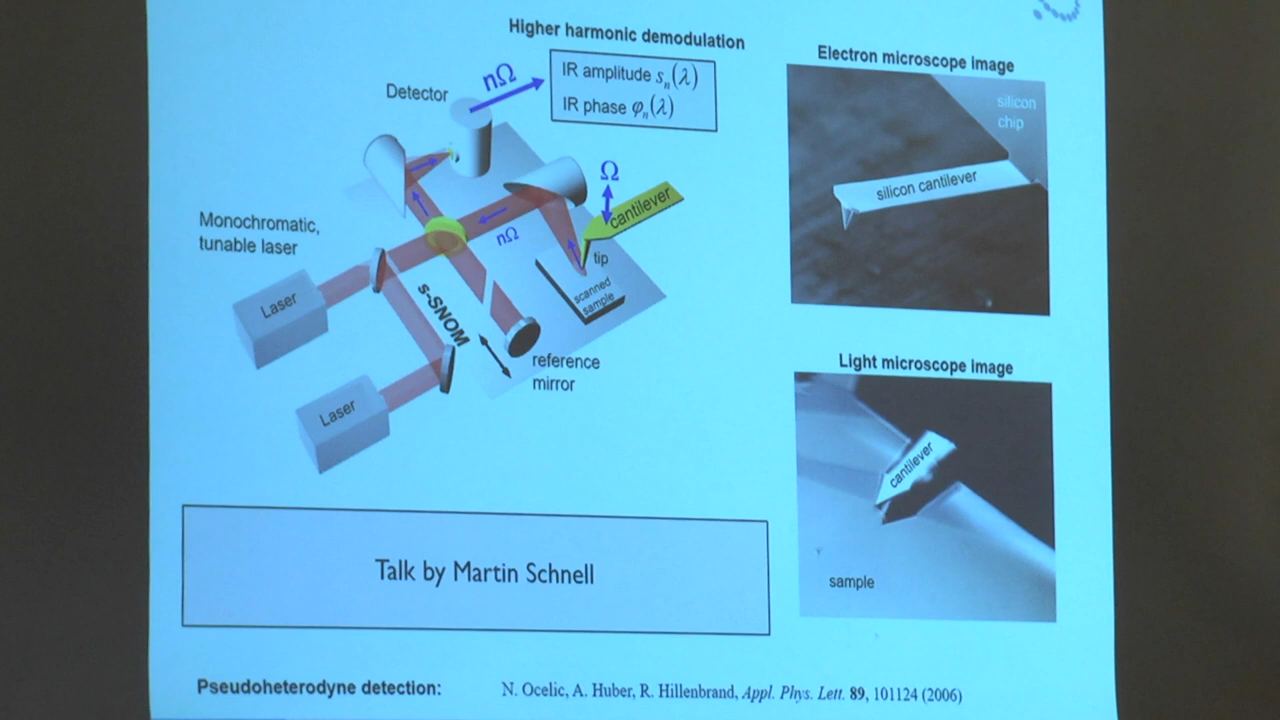 Higher harmonic demodulation
nΩ
IR amplitude sₙ(λ)
IR phase φₙ(λ)
Detector
Ω
cantilever
nΩ
tip
scanned
sample
Monochromatic,
tunable laser
Laser
s-SNOM
reference
mirror
Laser
Electron microscope image
silicon
chip
silicon cantilever
Light microscope image
cantilever
sample
Talk by Martin Schnell
Pseudoheterodyne detection: N. Ocelic, A. Huber, R. Hillenbrand, Appl. Phys. Lett. 89, 101124 (2006)